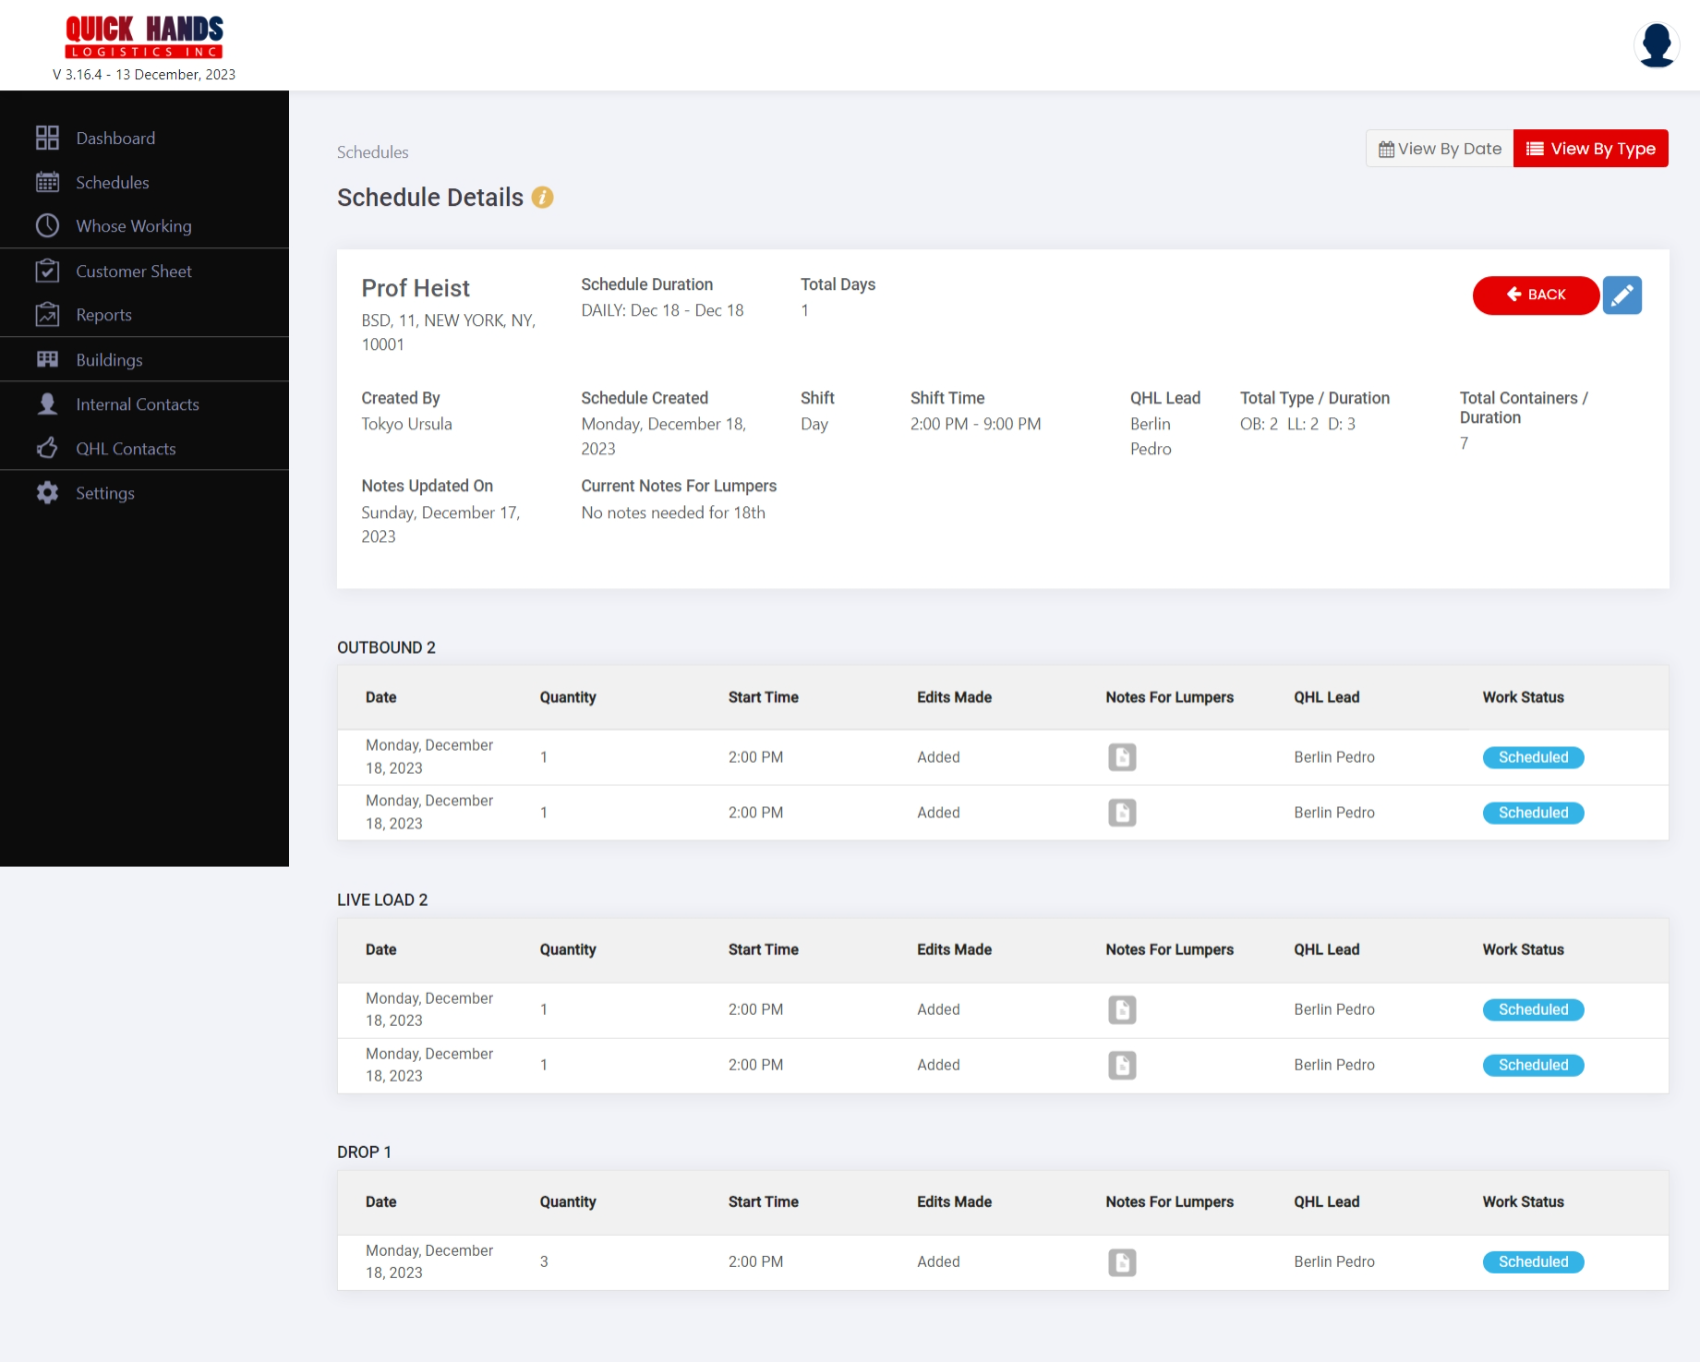 QUICK HANDS
LOGISTICS INC
V 3.16.4 - 13 December, 2023
Dashboard
Schedules
Whose Working
Customer Sheet
Reports
Buildings
Internal Contacts
QHL Contacts
Settings
Schedules
View By Date
View By Type
Schedule Details i
Prof Heist
BSD, 11, NEW YORK, NY,
10001
Schedule Duration
DAILY: Dec 18 - Dec 18
Total Days
1
BACK
Created By
Tokyo Ursula
Schedule Created
Monday, December 18,
2023
Shift
Day
Shift Time
2:00 PM - 9:00 PM
QHL Lead
Berlin
Pedro
Total Type / Duration
OB: 2 LL: 2 D: 3
Total Containers /
Duration
7
Notes Updated On
Sunday, December 17,
2023
Current Notes For Lumpers
No notes needed for 18th
OUTBOUND 2
Date Quantity Start Time Edits Made Notes For Lumpers QHL Lead Work Status
Monday, December
18, 2023
1 2:00 PM Added Berlin Pedro Scheduled
Monday, December
18, 2023
1 2:00 PM Added Berlin Pedro Scheduled
LIVE LOAD 2
Date Quantity Start Time Edits Made Notes For Lumpers QHL Lead Work Status
Monday, December
18, 2023
1 2:00 PM Added Berlin Pedro Scheduled
Monday, December
18, 2023
1 2:00 PM Added Berlin Pedro Scheduled
DROP 1
Date Quantity Start Time Edits Made Notes For Lumpers QHL Lead Work Status
Monday, December
18, 2023
3 2:00 PM Added Berlin Pedro Scheduled